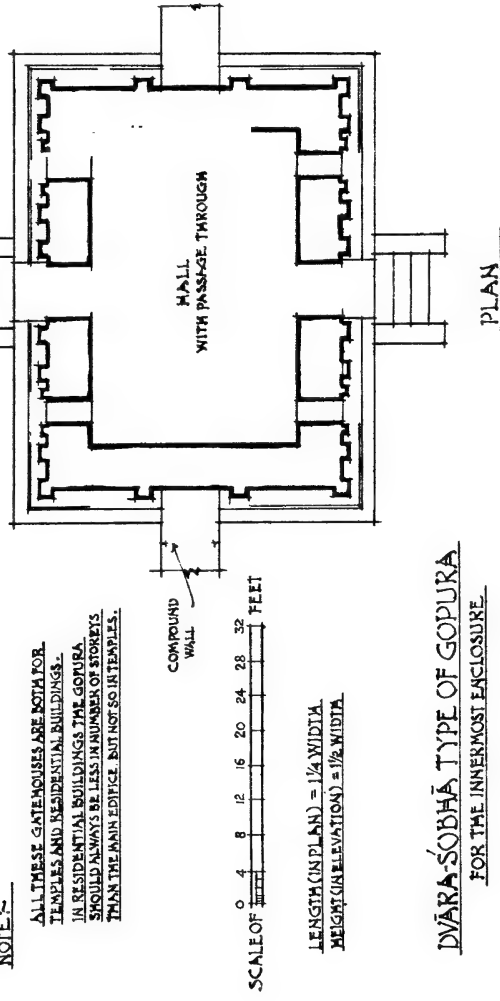 NOTE:-
ALL THESE GATEHOUSES ARE BOTH FOR
TEMPLES AND RESIDENTIAL BUILDINGS.
IN RESIDENTIAL BUILDINGS THE GOPURA
SHOULD ALWAYS BE LESS IN NUMBER OF STOREYS
THAN THE MAIN EDIFICE BUT NOT SO IN TEMPLES.
COMPOUND
WALL
HALL
WITH PASSAGE THROUGH
SCALE OF 0 4 8 12 16 20 24 28 32 FEET
LENGTH (IN PLAN) = 1 1/4 WIDTH
HEIGHT (IN ELEVATION) = 1 1/2 WIDTH
PLAN
DVĀRA-ŚOBHĀ TYPE OF GOPURA
FOR THE INNERMOST ENCLOSURE